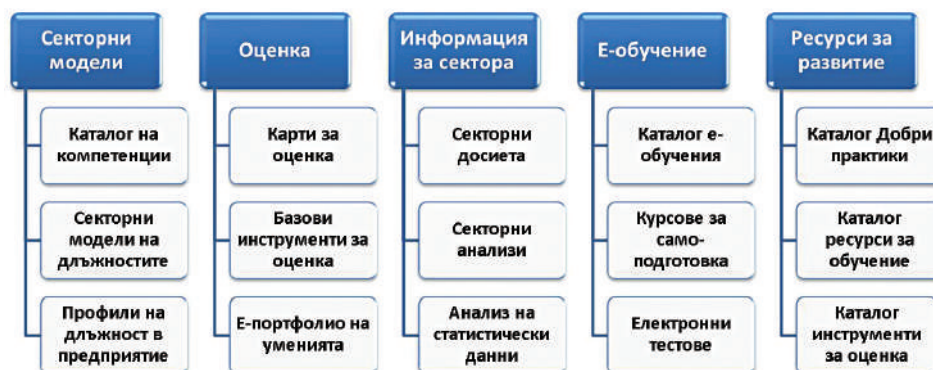 Секторни
модели
Каталог на
компетенции
Секторни
модели на
длъжностите
Профили на
длъжност в
предприятие
Оценка
Карти за
оценка
Базови
инструменти за
оценка
Е-портфолио на
уменията
Информация
за сектора
Секторни
досиета
Секторни
анализи
Анализ на
статистически
данни
Е-обучение
Каталог е-
обучения
Курсове за
само-
подготовка
Електронни
тестове
Ресурси за
развитие
Каталог Добри
практики
Каталог
ресурси за
обучение
Каталог
инструменти
за оценка